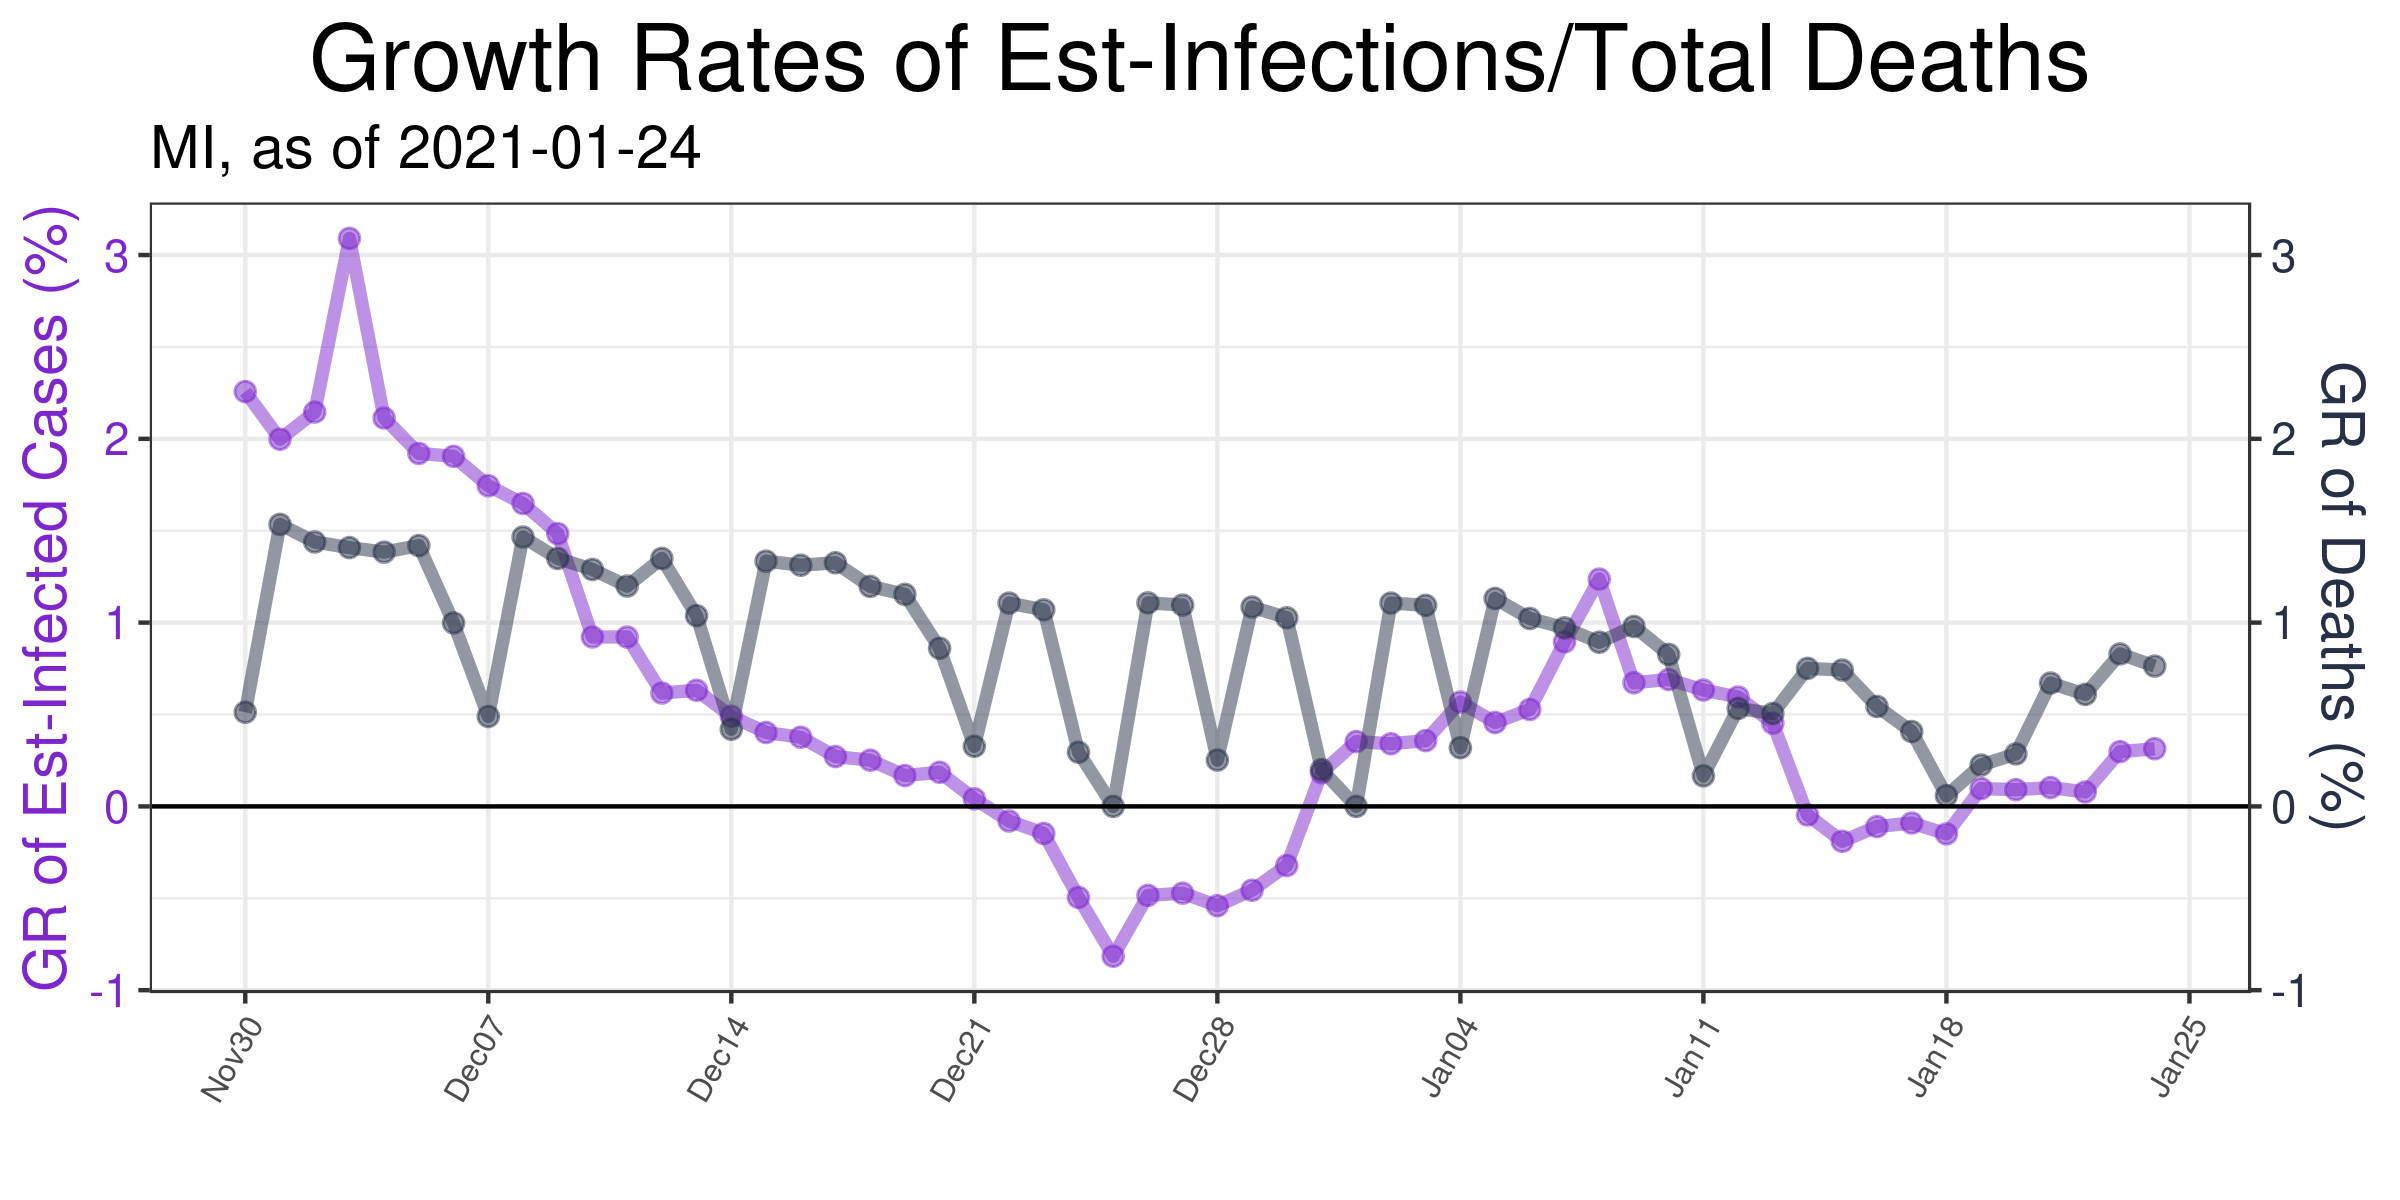 Growth Rates of Est-Infections/Total Deaths
MI, as of 2021-01-24
GR of Est-Infected Cases (%)
3
2
1
0
-1
3
2
1
0
-1
GR of Deaths (%)
Nov30
Dec07
Dec14
Dec21
Dec28
Jan04
Jan11
Jan18
Jan25